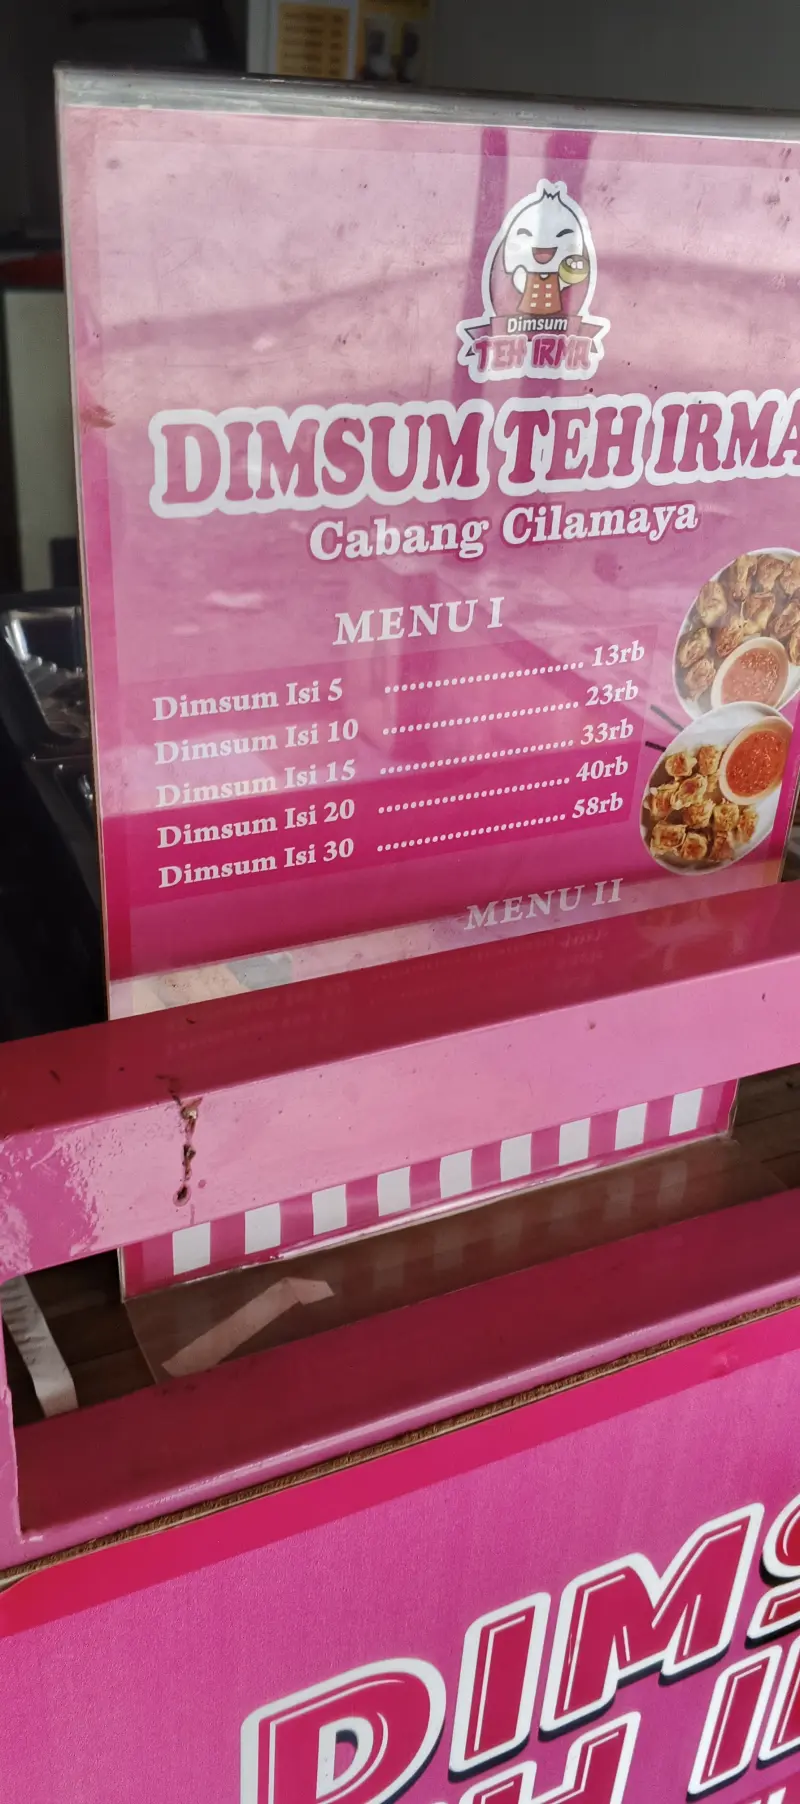 Dimsum
TEH IRMA
DIMSUM TEH IRMA
Cabang Cilamaya
MENU I
Dimsum Isi 5 ........................ 13rb
Dimsum Isi 10 ........................ 23rb
Dimsum Isi 15 ........................ 33rb
Dimsum Isi 20 ........................ 40rb
Dimsum Isi 30 ........................ 58rb
MENU II
DIMS